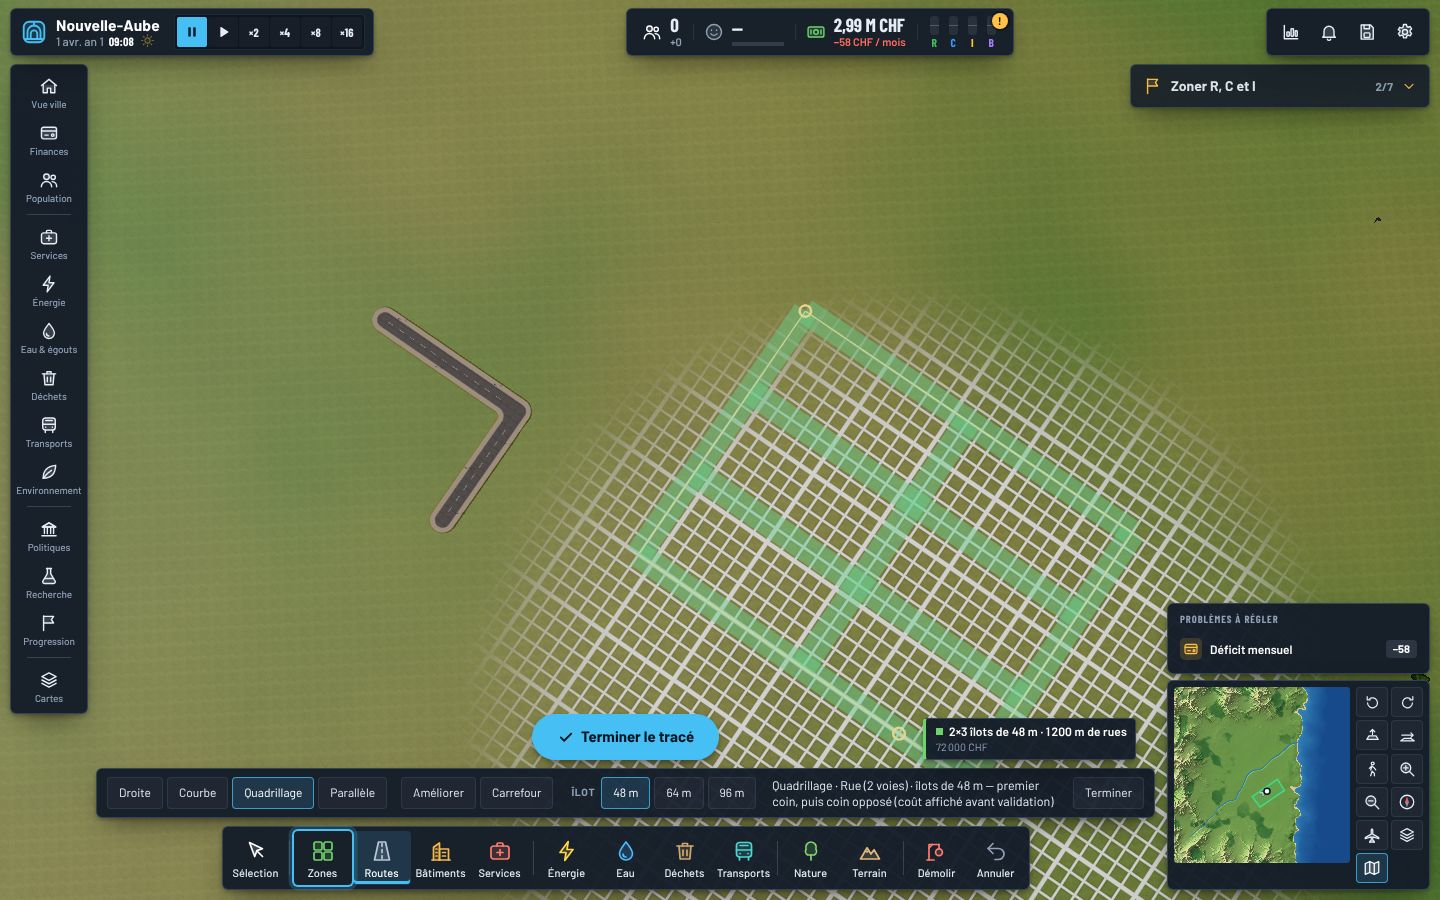 Nouvelle-Aube
1 avr. an 1 09:08
×2
×4
×8
×16
0
+0
–
2,99 M CHF
−58 CHF / mois
R C I B
!
Zoner R, C et I
2/7
Vue ville
Finances
Population
Services
Énergie
Eau & égouts
Déchets
Transports
Environnement
Politiques
Recherche
Progression
Cartes
PROBLÈMES À RÉGLER
Déficit mensuel
−58
Terminer le tracé
2×3 îlots de 48 m · 1 200 m de rues
72 000 CHF
Droite
Courbe
Quadrillage
Parallèle
Améliorer
Carrefour
ÎLOT
48 m
64 m
96 m
Quadrillage · Rue (2 voies) · îlots de 48 m — premier
coin, puis coin opposé (coût affiché avant validation)
Terminer
Sélection
Zones
Routes
Bâtiments
Services
Énergie
Eau
Déchets
Transports
Nature
Terrain
Démolir
Annuler